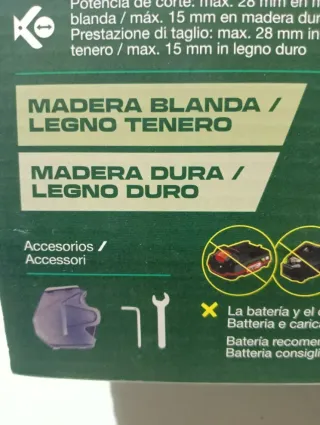 Potencia de corte: max. 28 mm en m
blanda / máx. 15 mm en madera dur
Prestazione di taglio: max. 28 mm in
tenero / max. 15 mm in legno duro
MADERA BLANDA /
LEGNO TENERO
MADERA DURA /
LEGNO DURO
Accesorios /
Accessori
La batería y el
Batteria e caric
Batería recomen
Batteria consigli